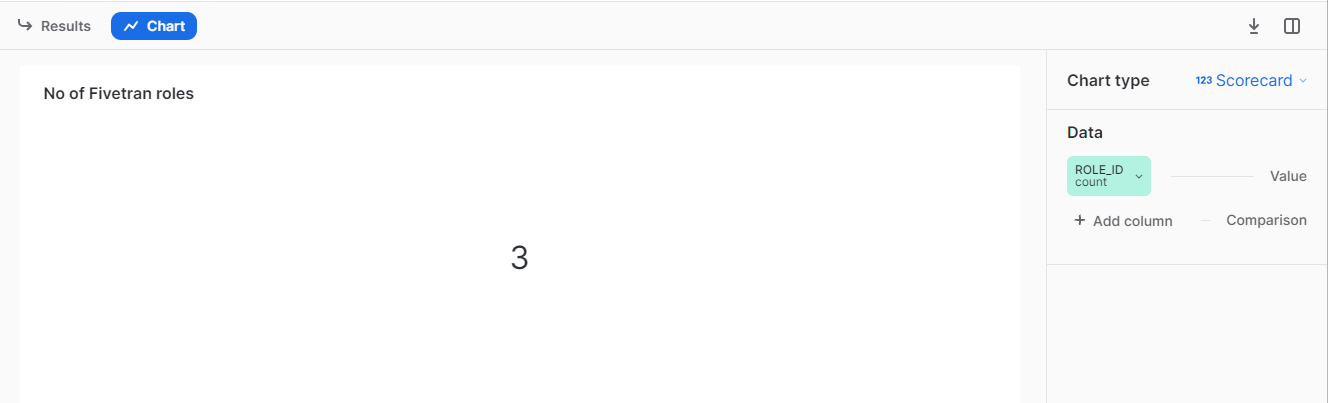 Results
Chart
No of Fivetran roles
3
Chart type
123 Scorecard
Data
ROLE_ID
count
Value
+ Add column
Comparison